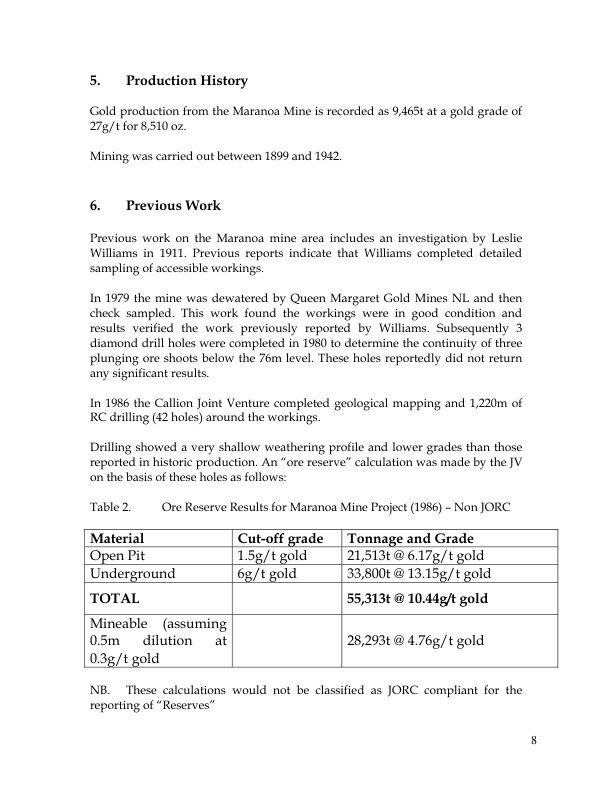 5. Production History
Gold production from the Maranoa Mine is recorded as 9,465t at a gold grade of
27g/t for 8,510 oz.
Mining was carried out between 1899 and 1942.
6. Previous Work
Previous work on the Maranoa mine area includes an investigation by Leslie
Williams in 1911. Previous reports indicate that Williams completed detailed
sampling of accessible workings.
In 1979 the mine was dewatered by Queen Margaret Gold Mines NL and then
check sampled. This work found the workings were in good condition and
results verified the work previously reported by Williams. Subsequently 3
diamond drill holes were completed in 1980 to determine the continuity of three
plunging ore shoots below the 76m level. These holes reportedly did not return
any significant results.
In 1986 the Callion Joint Venture completed geological mapping and 1,220m of
RC drilling (42 holes) around the workings.
Drilling showed a very shallow weathering profile and lower grades than those
reported in historic production. An “ore reserve” calculation was made by the JV
on the basis of these holes as follows:
Table 2. Ore Reserve Results for Maranoa Mine Project (1986) – Non JORC
Material Cut-off grade Tonnage and Grade
Open Pit 1.5g/t gold 21,513t @ 6.17g/t gold
Underground 6g/t gold 33,800t @ 13.15g/t gold
TOTAL 55,313t @ 10.44g/t gold
Mineable (assuming
0.5m dilution at 28,293t @ 4.76g/t gold
0.3g/t gold
NB. These calculations would not be classified as JORC compliant for the
reporting of “Reserves”
8